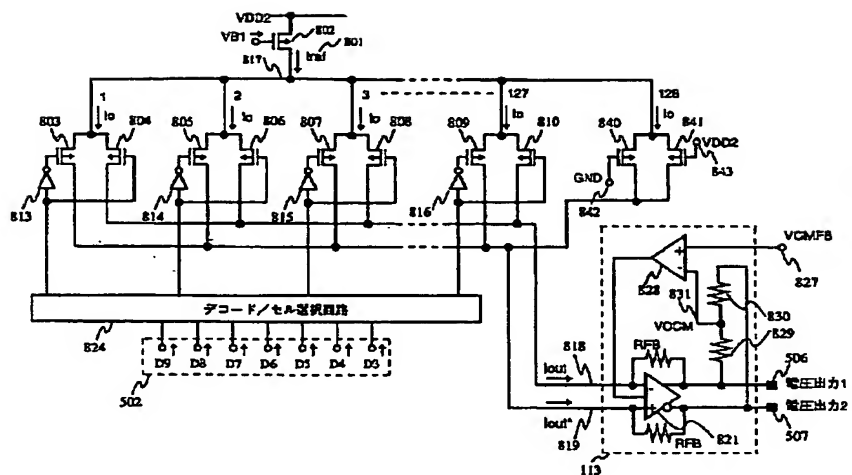 VDD2
802
VB1
801
Iref
817
1
2
3
127
128
Io
Io
Io
Io
Io
803
804
805
806
807
808
809
810
840
841
VDD2
843
GND
842
813
814
815
816
VCMFB
827
828
831
830
VOCM
829
デコード/セル選択回路
824
D9
D8
D7
D6
D5
D4
D3
502
818
RFB
506
Iout
電圧出力1
電圧出力2
Iout*
819
RFB
821
507
113